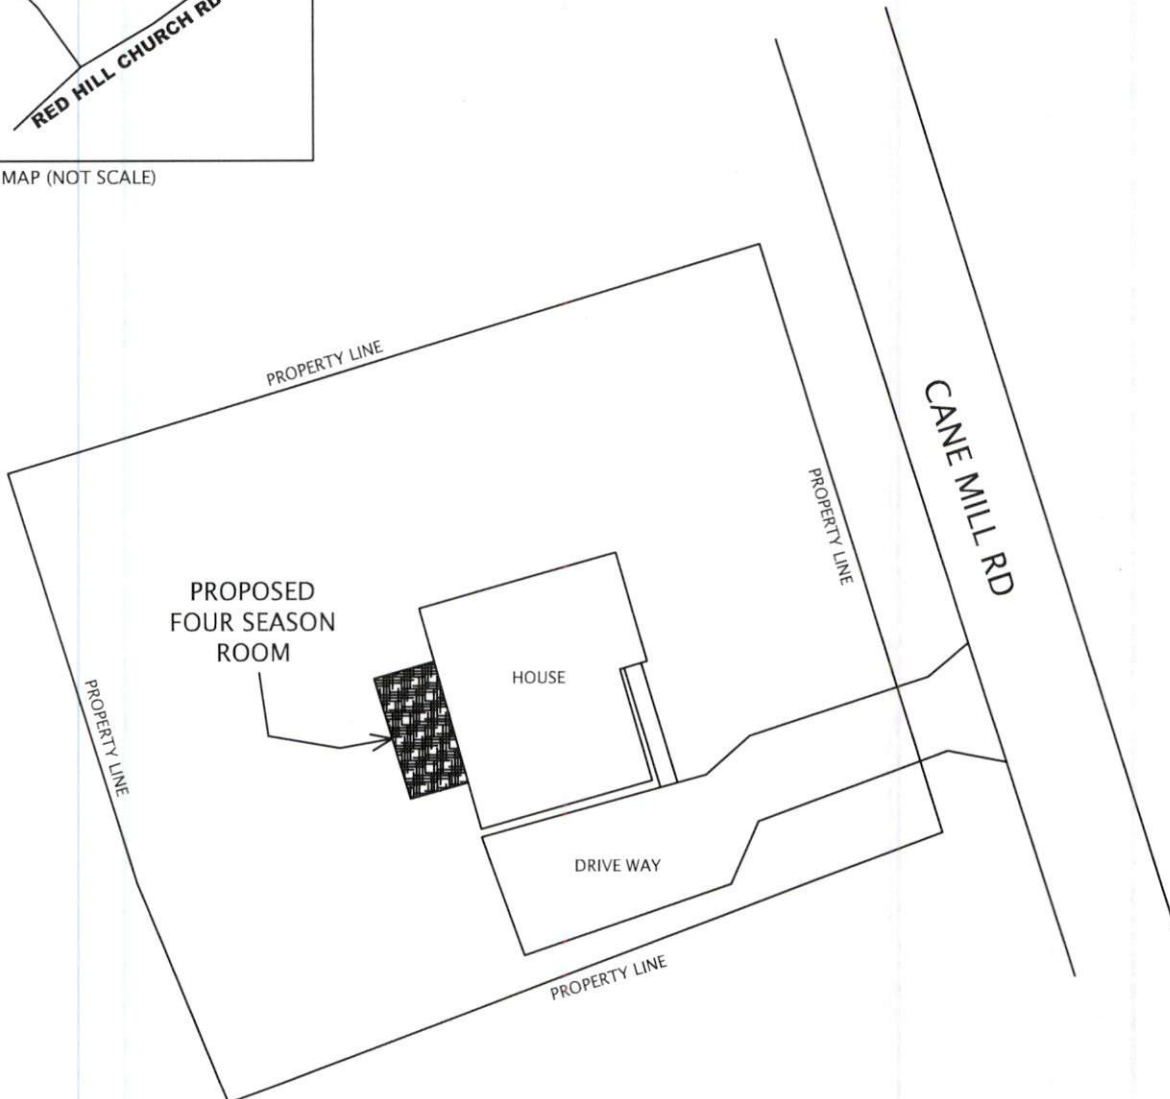 RED HILL CHURCH RD
MAP (NOT SCALE)
PROPERTY LINE
CANE MILL RD
PROPERTY LINE
PROPOSED
FOUR SEASON
ROOM
HOUSE
PROPERTY LINE
DRIVE WAY
PROPERTY LINE